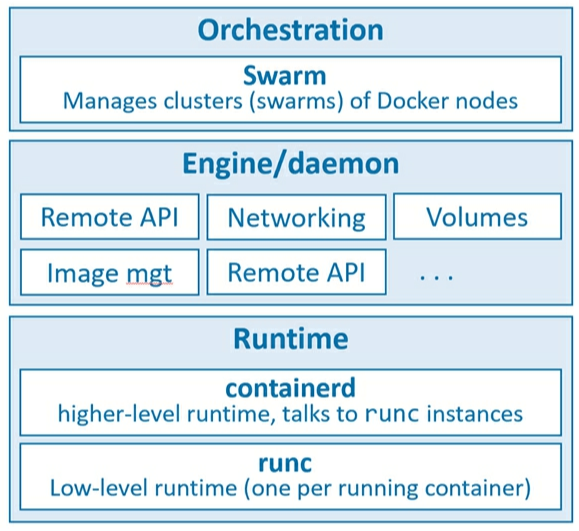 Orchestration
Swarm
Manages clusters (swarms) of Docker nodes
Engine/daemon
Remote API
Networking
Volumes
Image mgt
Remote API
...
Runtime
containerd
higher-level runtime, talks to runc instances
runc
Low-level runtime (one per running container)